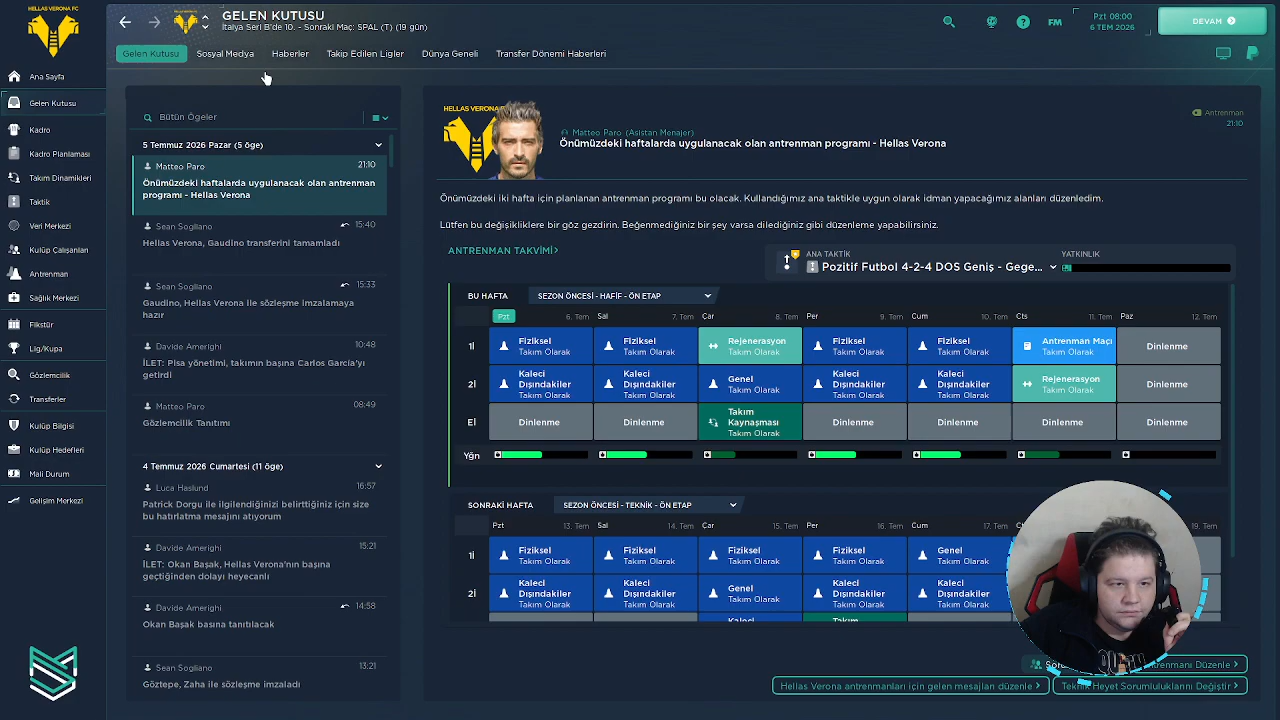 HELLAS VERONA FC
GELEN KUTUSU
İtalya Seri B'de 10. - Sonraki Maç: SPAL (T) (19 gün)
FM
Pzt 08:00
6 TEM 2026
DEVAM
Gelen Kutusu
Sosyal Medya
Haberler
Takip Edilen Ligler
Dünya Geneli
Transfer Dönemi Haberleri
Ana Sayfa
Gelen Kutusu
Kadro
Kadro Planlaması
Takım Dinamikleri
Taktik
Veri Merkezi
Kulüp Çalışanları
Antrenman
Sağlık Merkezi
Fikstür
Lig/Kupa
Gözlemcilik
Transferler
Kulüp Bilgisi
Kulüp Hedefleri
Mali Durum
Gelişim Merkezi
Bütün Ögeler
5 Temmuz 2026 Pazar (5 öge)
Matteo Paro 21:10
Önümüzdeki haftalarda uygulanacak olan antrenman
programı - Hellas Verona
Sean Sogliano 15:40
Hellas Verona, Gaudino transferini tamamladı
Sean Sogliano 15:33
Gaudino, Hellas Verona ile sözleşme imzalamaya
hazır
Davide Amerighi 10:48
İLET: Pisa yönetimi, takımın başına Carlos García'yı
getirdi
Matteo Paro 08:49
Gözlemcilik Tanıtımı
4 Temmuz 2026 Cumartesi (11 öge)
Luca Haslund 16:57
Patrick Dorgu ile ilgilendiğinizi belirttiğiniz için size
bu hatırlatma mesajını atıyorum
Davide Amerighi 15:21
İLET: Okan Başak, Hellas Verona'nın başına
geçtiğinden dolayı heyecanlı
Davide Amerighi 14:58
Okan Başak basına tanıtılacak
Sean Sogliano 13:21
Göztepe, Zaha ile sözleşme imzaladı
HELLAS VERONA FC
Matteo Paro (Asistan Menajer)
Önümüzdeki haftalarda uygulanacak olan antrenman programı - Hellas Verona
Antrenman
21:10
Önümüzdeki iki hafta için planlanan antrenman programı bu olacak. Kullandığımız ana taktikle uygun olarak idman yapacağımız alanları düzenledim.
Lütfen bu değişikliklere bir göz gezdirin. Beğenmediğiniz bir şey varsa dilediğiniz gibi düzenleme yapabilirsiniz.
ANTRENMAN TAKVİMİ>
ANA TAKTİK
Pozitif Futbol 4-2-4 DOS Geniş - Gege...
YATKINLIK
BU HAFTA
SEZON ÖNCESİ - HAFİF - ÖN ETAP
Pzt 6. Tem Sal 7. Tem Çar 8. Tem Per 9. Tem Cum 10. Tem Cts 11. Tem Paz 12. Tem
1İ Fiziksel Fiziksel Rejenerasyon Fiziksel Fiziksel Antrenman Maçı Dinlenme
Takım Olarak Takım Olarak Takım Olarak Takım Olarak Takım Olarak Takım Olarak
2İ Kaleci Dışındakiler Kaleci Dışındakiler Genel Kaleci Dışındakiler Kaleci Dışındakiler Rejenerasyon Dinlenme
Takım Olarak Takım Olarak Takım Olarak Takım Olarak Takım Olarak Takım Olarak
Eİ Dinlenme Dinlenme Takım Kaynaşması Dinlenme Dinlenme Dinlenme Dinlenme
Takım Olarak
Yğn
SONRAKİ HAFTA
SEZON ÖNCESİ - TEKNİK - ÖN ETAP
Pzt 13. Tem Sal 14. Tem Çar 15. Tem Per 16. Tem Cum 17. Tem 19. Tem
1İ Fiziksel Fiziksel Fiziksel Fiziksel Genel
Takım Olarak Takım Olarak Takım Olarak Takım Olarak Takım Olarak
2İ Kaleci Dışındakiler Kaleci Dışındakiler Genel Kaleci Dışındakiler Kaleci Dışındakiler
Takım Olarak Takım Olarak Takım Olarak Takım Olarak Takım Olarak
Kaleci Takım
Antrenmanı Düzenle >
Hellas Verona antrenmanları için gelen mesajları düzenle >
Teknik Heyet Sorumluluklarını Değiştir >